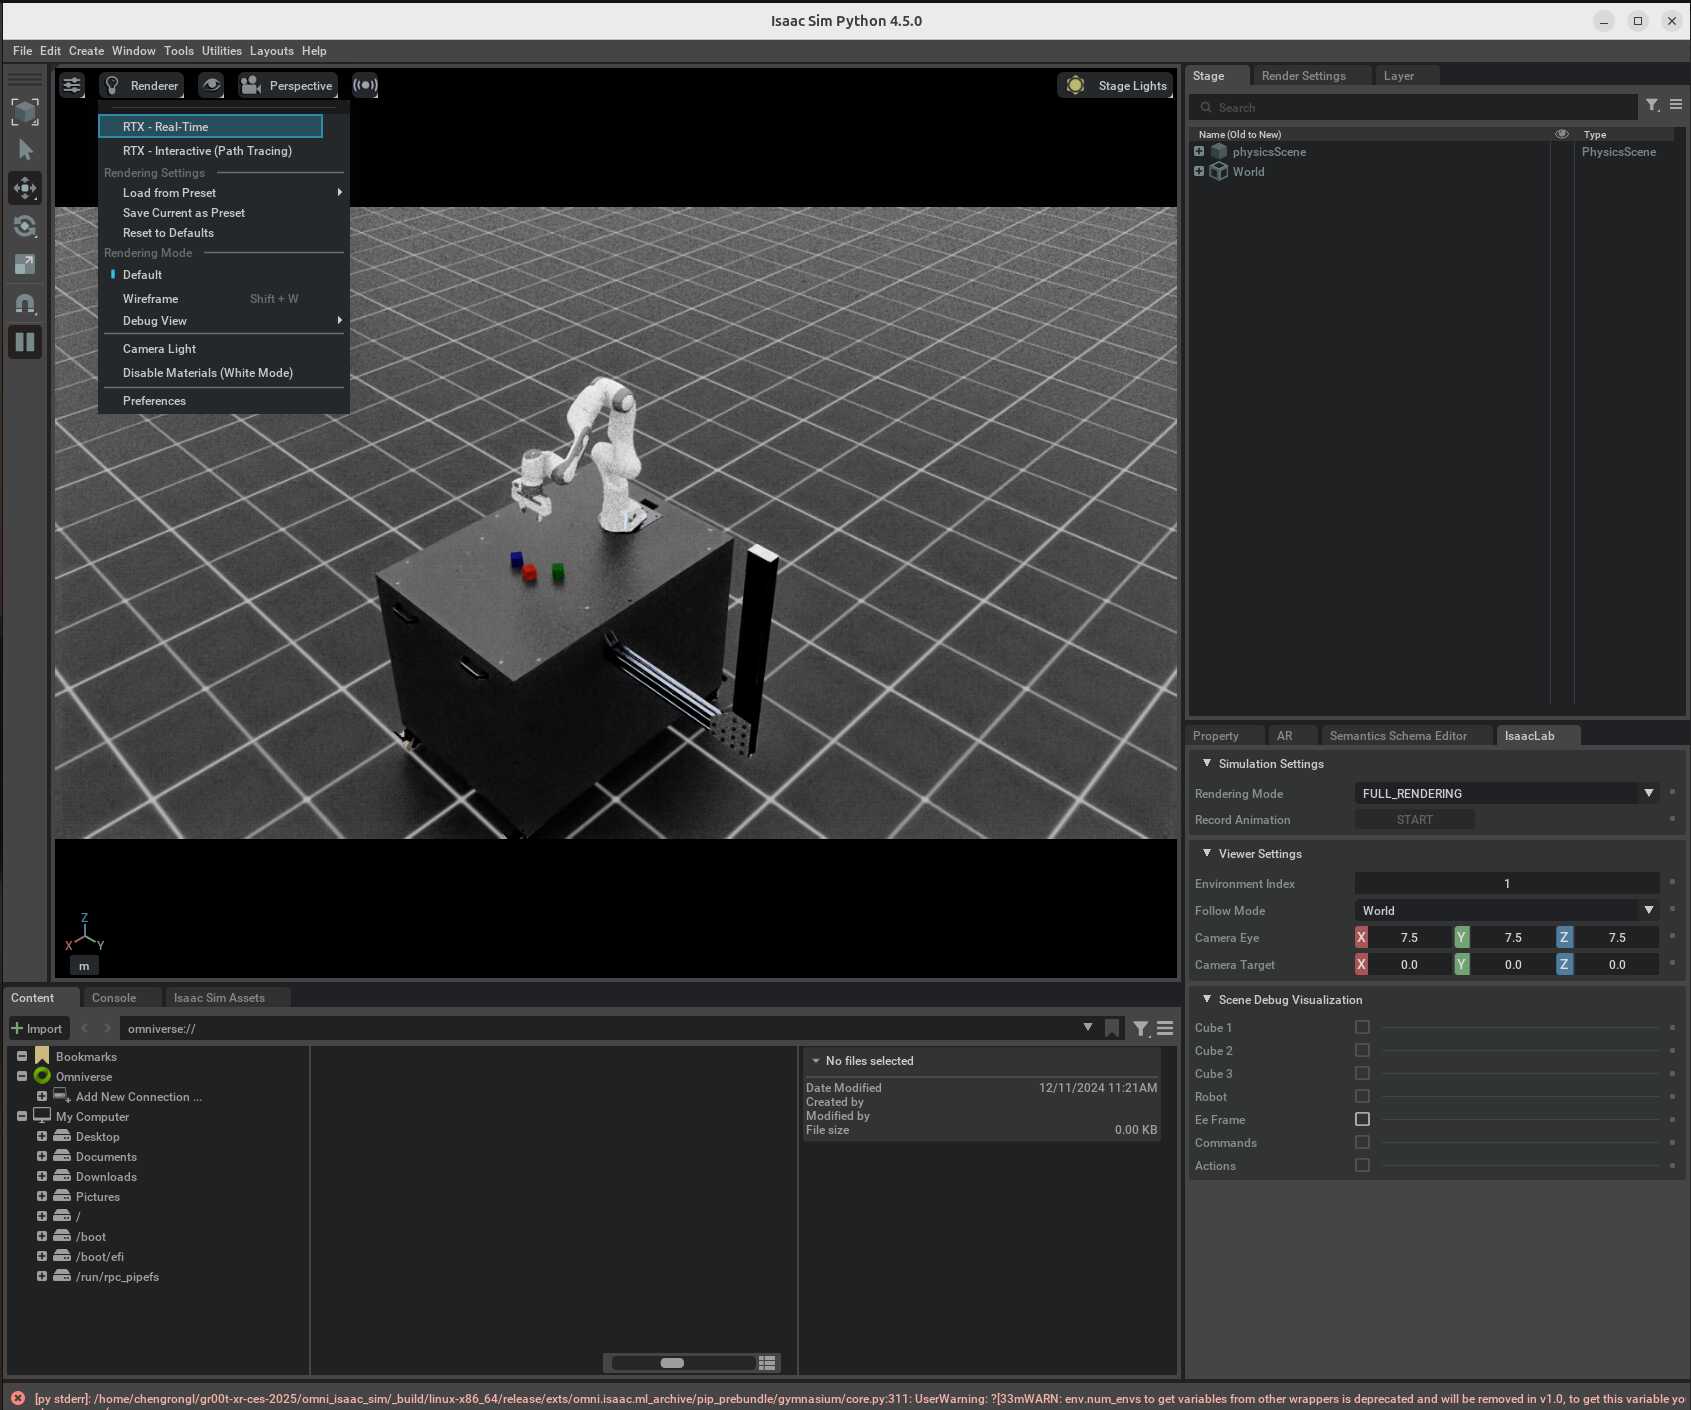 Isaac Sim Python 4.5.0
File Edit Create Window Tools Utilities Layouts Help
Renderer
Perspective
Stage Lights
RTX - Real-Time
RTX - Interactive (Path Tracing)
Rendering Settings
Load from Preset
Save Current as Preset
Reset to Defaults
Rendering Mode
Default
Wireframe Shift + W
Debug View
Camera Light
Disable Materials (White Mode)
Preferences
Z
X Y
m
Stage Render Settings Layer
Search
Name (Old to New) Type
physicsScene PhysicsScene
World
Property AR Semantics Schema Editor IsaacLab
Simulation Settings
Rendering Mode FULL_RENDERING
Record Animation START
Viewer Settings
Environment Index 1
Follow Mode World
Camera Eye X 7.5 Y 7.5 Z 7.5
Camera Target X 0.0 Y 0.0 Z 0.0
Scene Debug Visualization
Cube 1
Cube 2
Cube 3
Robot
Ee Frame
Commands
Actions
Content Console Isaac Sim Assets
Import omniverse://
Bookmarks
Omniverse
Add New Connection ...
My Computer
Desktop
Documents
Downloads
Pictures
/
/boot
/boot/efi
/run/rpc_pipefs
No files selected
Date Modified 12/11/2024 11:21AM
Created by
Modified by
File size 0.00 KB
[py stderr]: /home/chengrongl/gr00t-xr-ces-2025/omni_isaac_sim/_build/linux-x86_64/release/exts/omni.isaac.ml_archive/pip_prebundle/gymnasium/core.py:311: UserWarning: ?[33mWARN: env.num_envs to get variables from other wrappers is deprecated and will be removed in v1.0, to get this variable yo